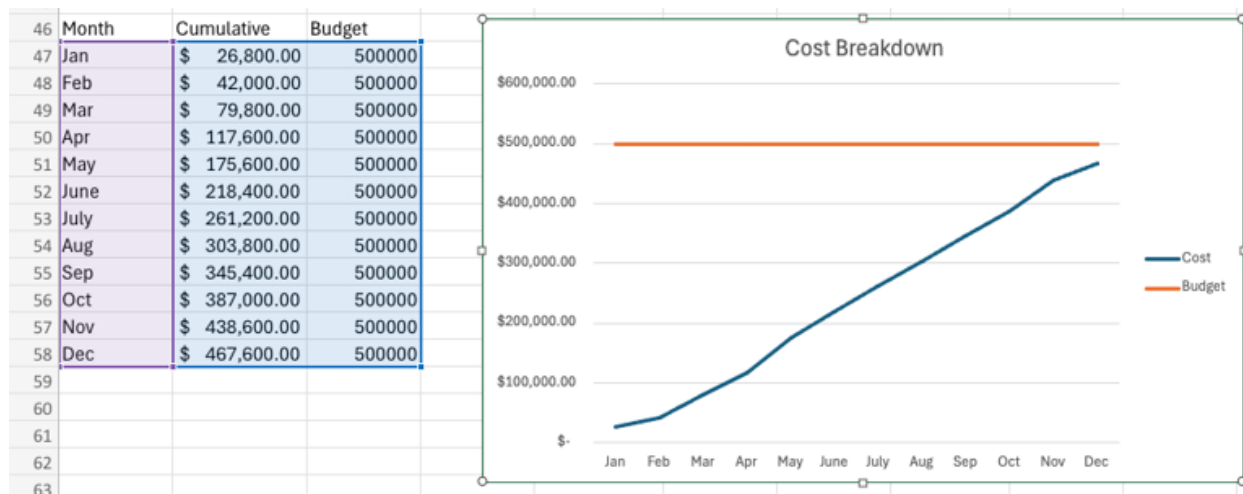 46 Month Cumulative Budget
47 Jan $ 26,800.00 500000
48 Feb $ 42,000.00 500000
49 Mar $ 79,800.00 500000
50 Apr $ 117,600.00 500000
51 May $ 175,600.00 500000
52 June $ 218,400.00 500000
53 July $ 261,200.00 500000
54 Aug $ 303,800.00 500000
55 Sep $ 345,400.00 500000
56 Oct $ 387,000.00 500000
57 Nov $ 438,600.00 500000
58 Dec $ 467,600.00 500000
59
60
61
62
63
Cost Breakdown
$600,000.00
$500,000.00
$400,000.00
$300,000.00
$200,000.00
$100,000.00
$-
Jan Feb Mar Apr May June July Aug Sep Oct Nov Dec
Cost
Budget